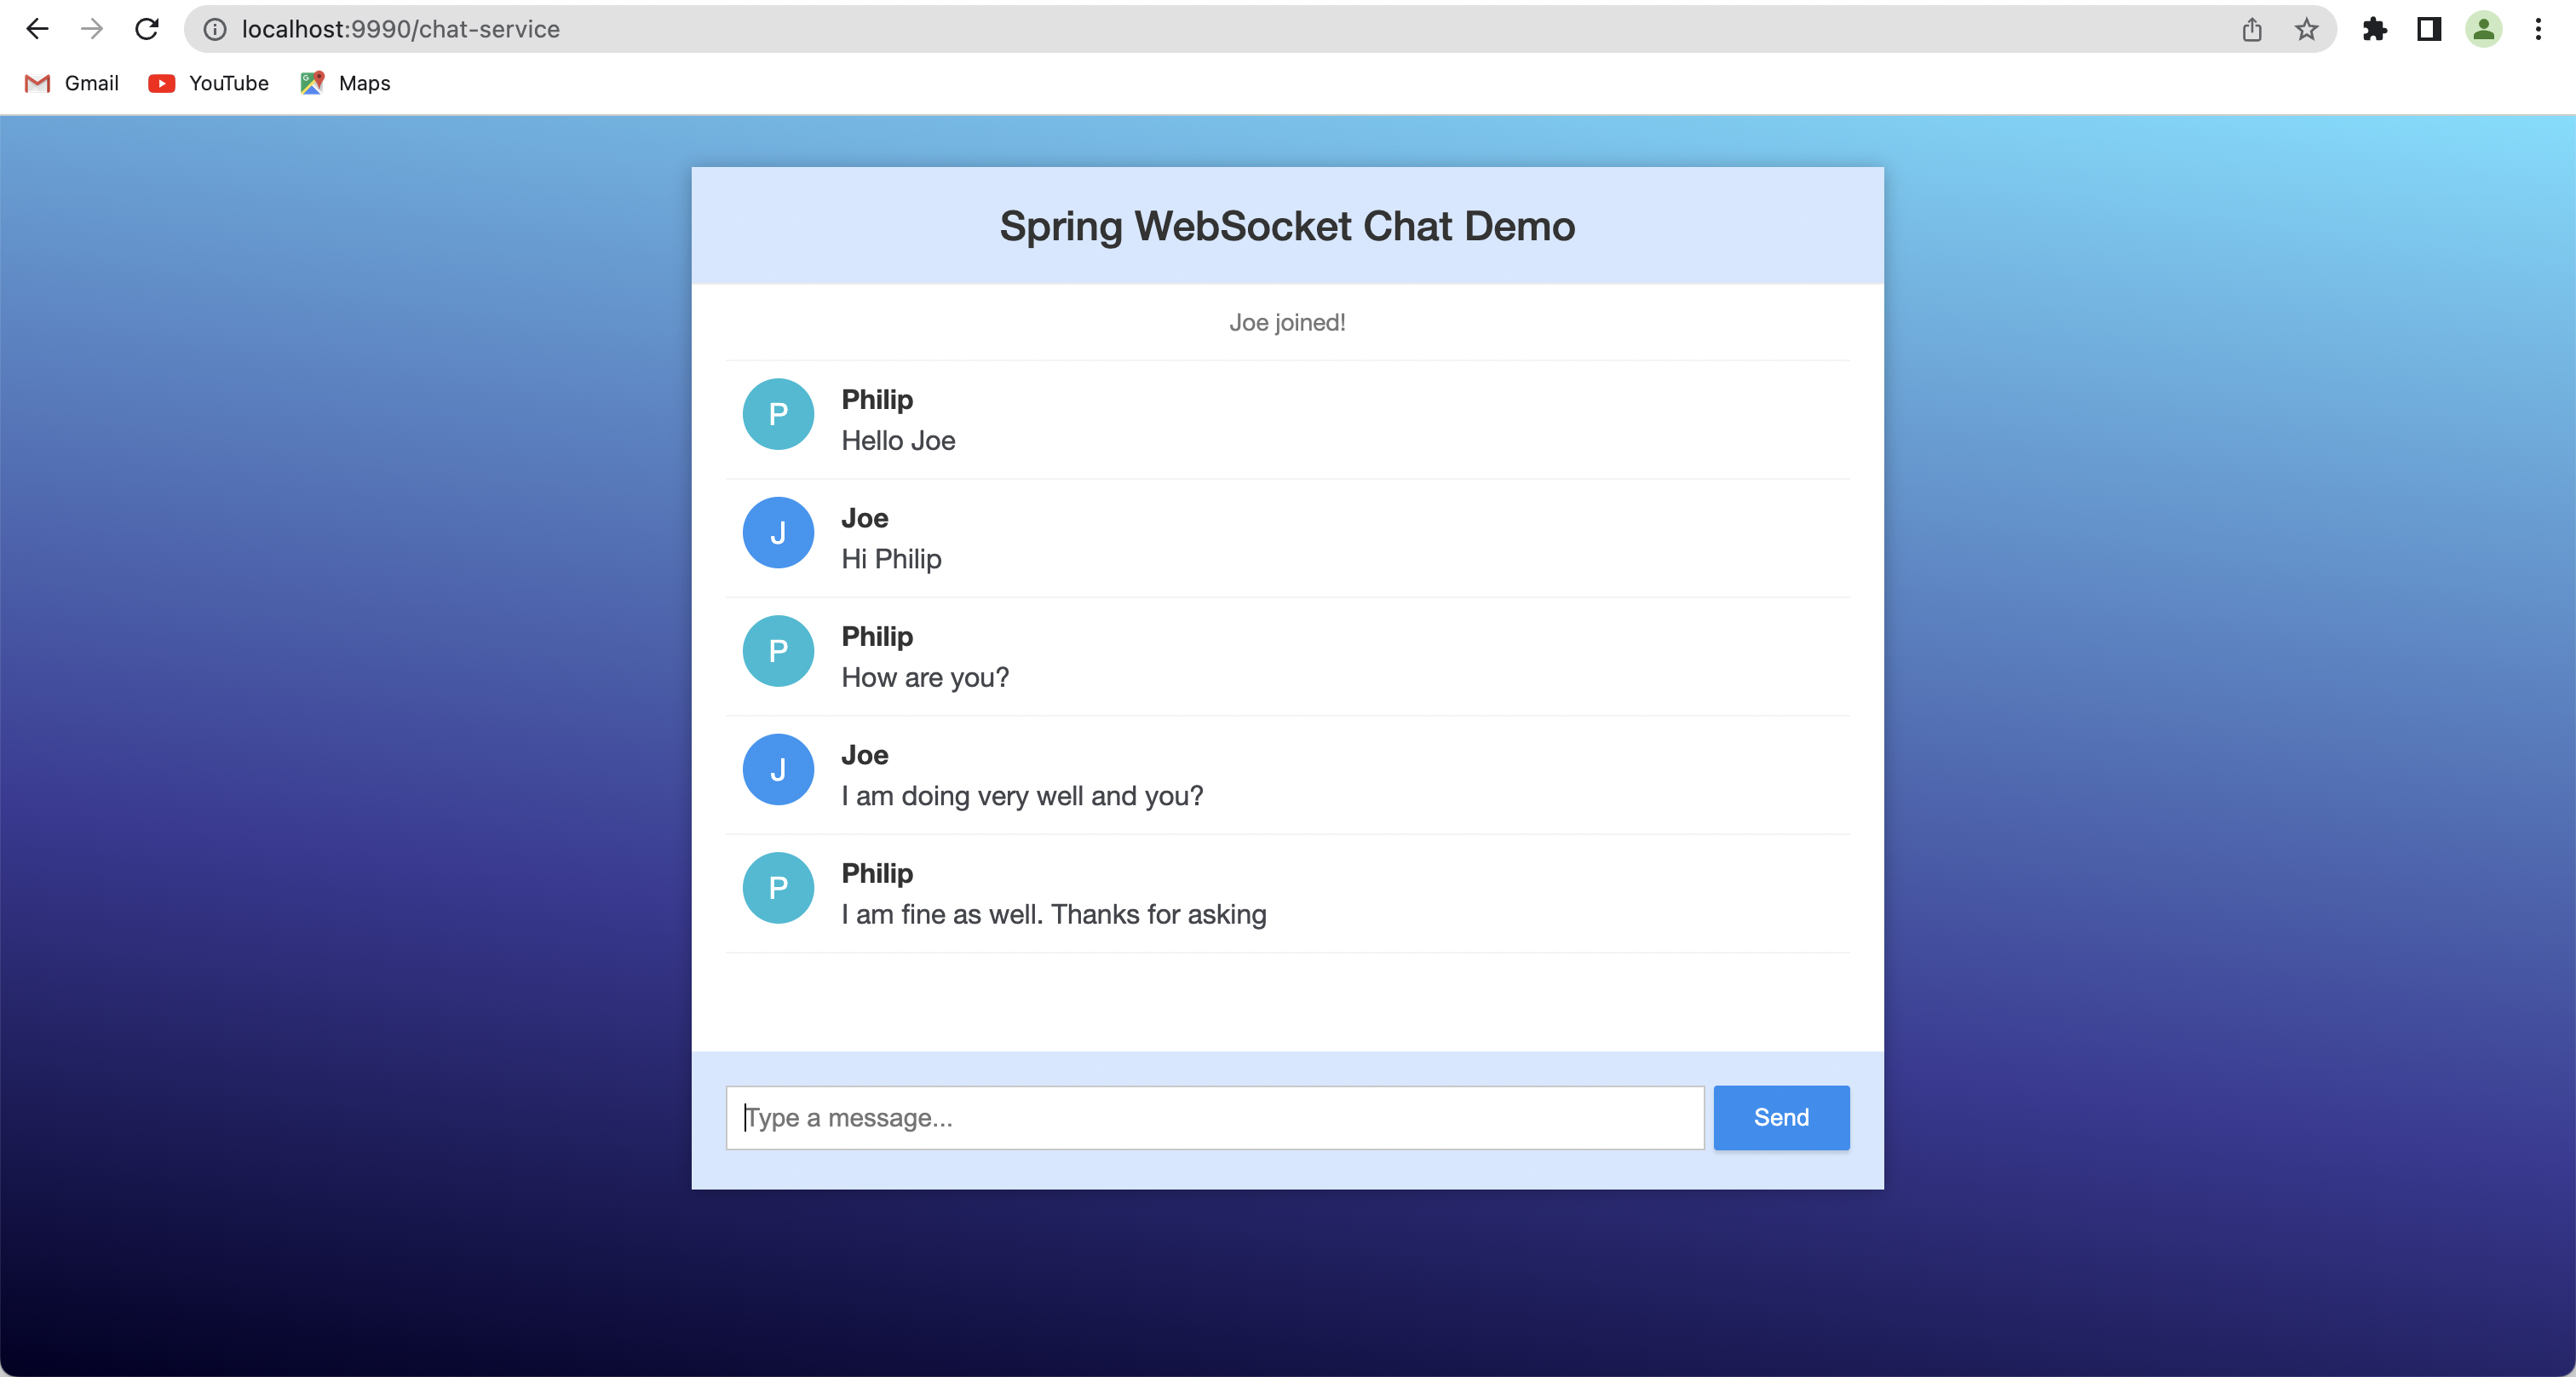 localhost:9990/chat-service
Gmail YouTube Maps
Spring WebSocket Chat Demo
Joe joined!
P
Philip
Hello Joe
J
Joe
Hi Philip
P
Philip
How are you?
J
Joe
I am doing very well and you?
P
Philip
I am fine as well. Thanks for asking
Type a message... Send